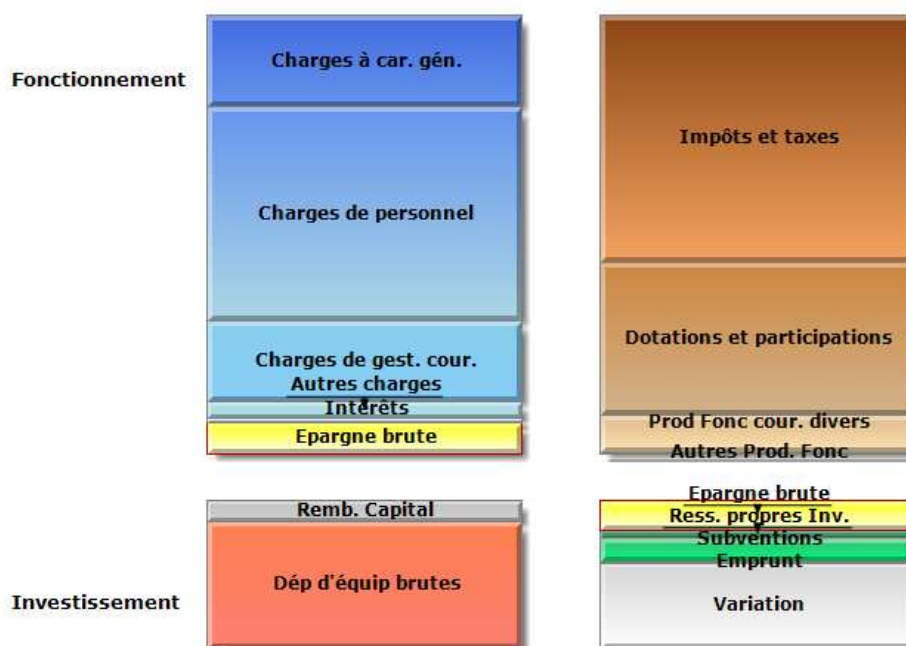 Fonctionnement
Charges à car. gén.
Charges de personnel
Charges de gest. cour.
Autres charges
Intérêts
Epargne brute
Impôts et taxes
Dotations et participations
Prod Fonc cour. divers
Autres Prod. Fonc
Investissement
Remb. Capital
Dép d'équip brutes
Epargne brute
Ress. propres Inv.
Subventions
Emprunt
Variation